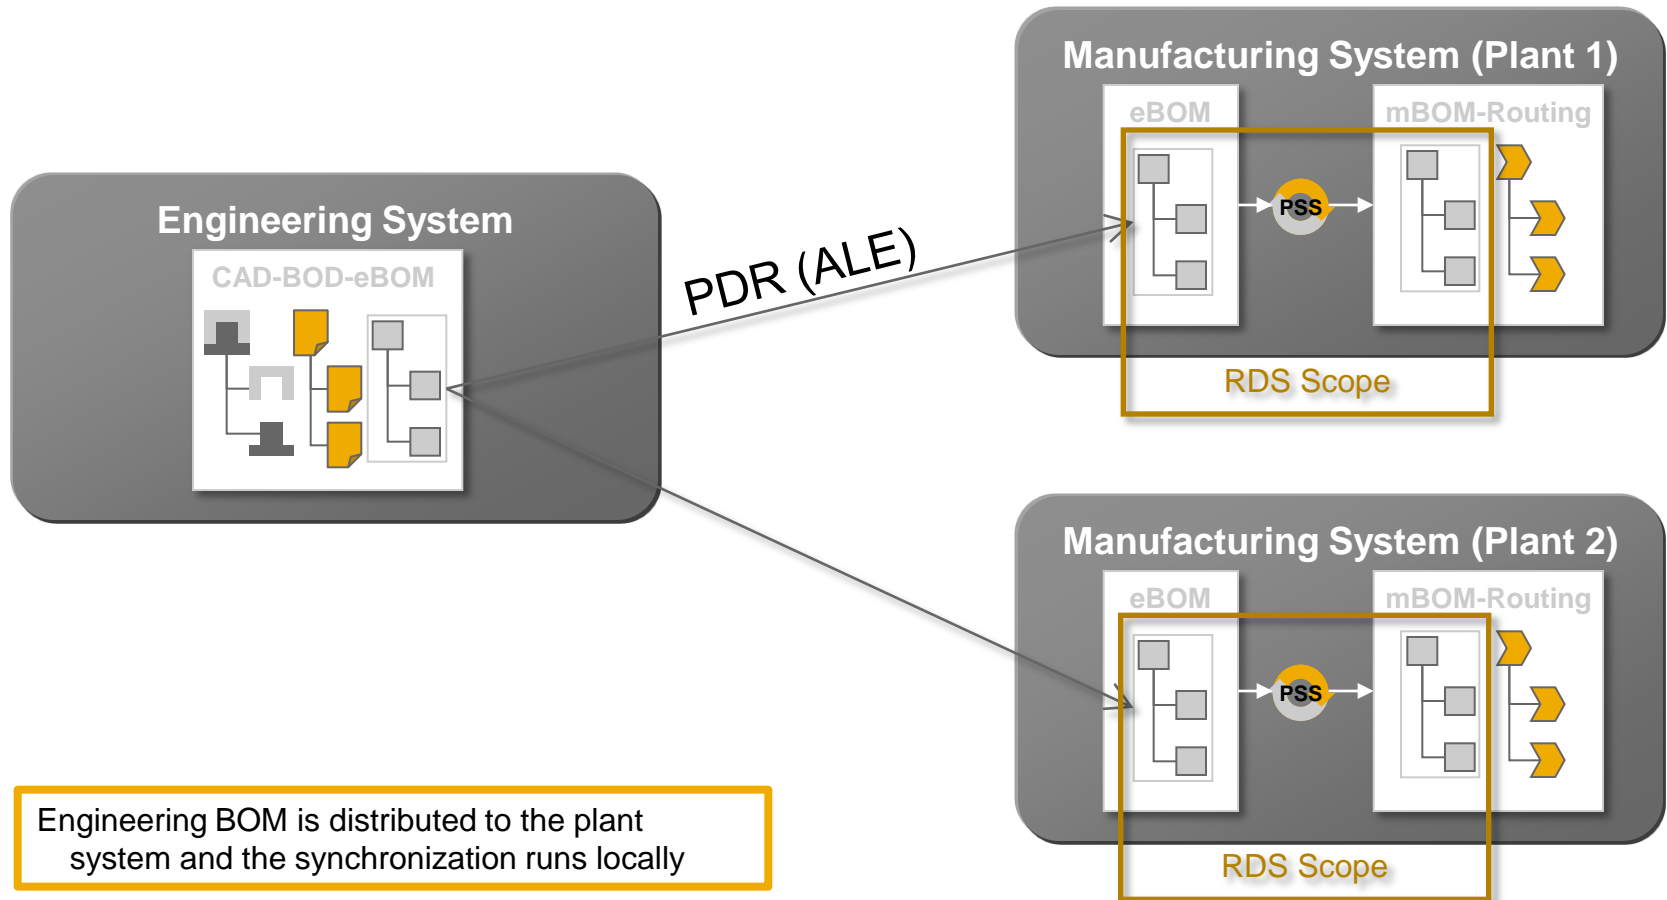 Engineering System
CAD-BOD-eBOM
PDR (ALE)
Manufacturing System (Plant 1)
eBOM
mBOM-Routing
PSS
RDS Scope
Manufacturing System (Plant 2)
eBOM
mBOM-Routing
PSS
RDS Scope
Engineering BOM is distributed to the plant
system and the synchronization runs locally